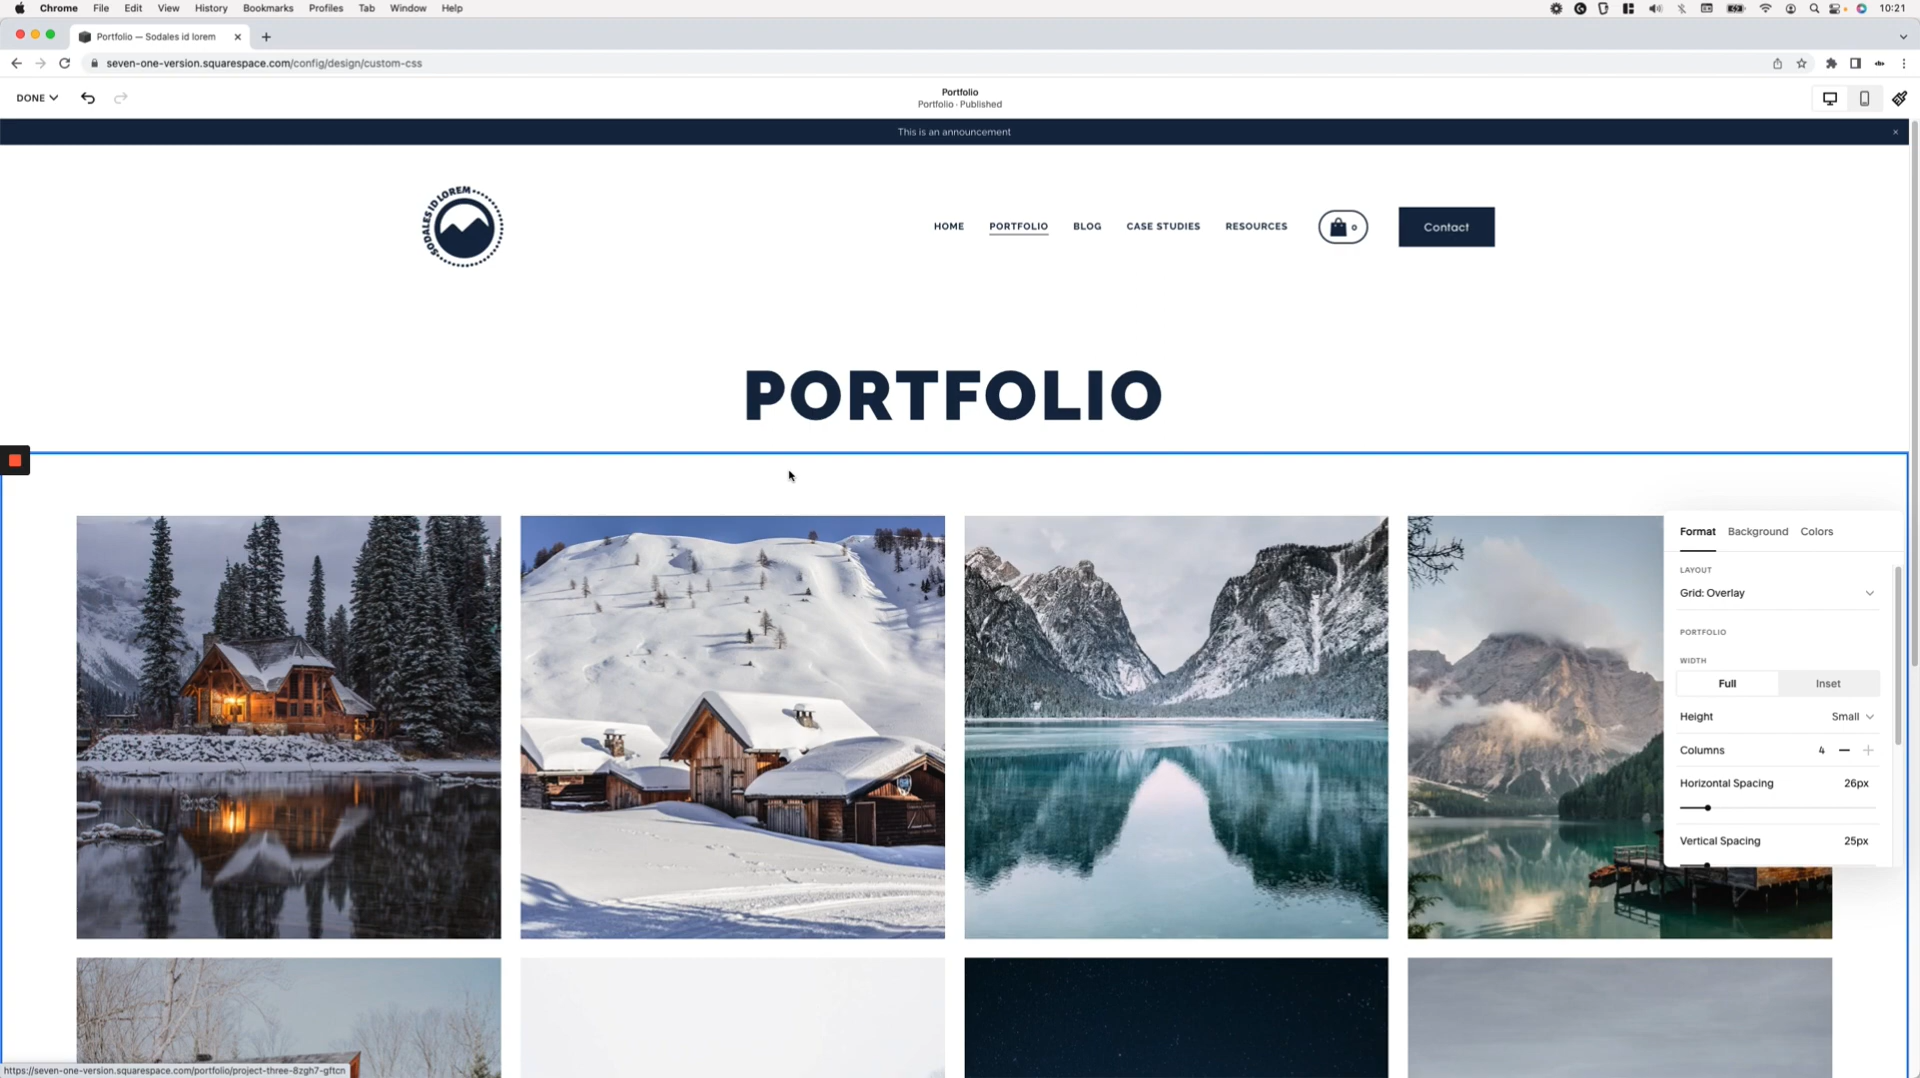 Chrome File Edit View History Bookmarks Profiles Tab Window Help 10:21
Portfolio — Sodales id lorem
seven-one-version.squarespace.com/config/design/custom-css
DONE
Portfolio
Portfolio · Published
This is an announcement
SODALES ID LOREM
HOME PORTFOLIO BLOG CASE STUDIES RESOURCES 0 Contact
PORTFOLIO
Format Background Colors
LAYOUT
Grid: Overlay
PORTFOLIO
WIDTH
Full Inset
Height Small
Columns 4
Horizontal Spacing 26px
Vertical Spacing 25px
https://seven-one-version.squarespace.com/portfolio/project-three-8zgh7-gftcn